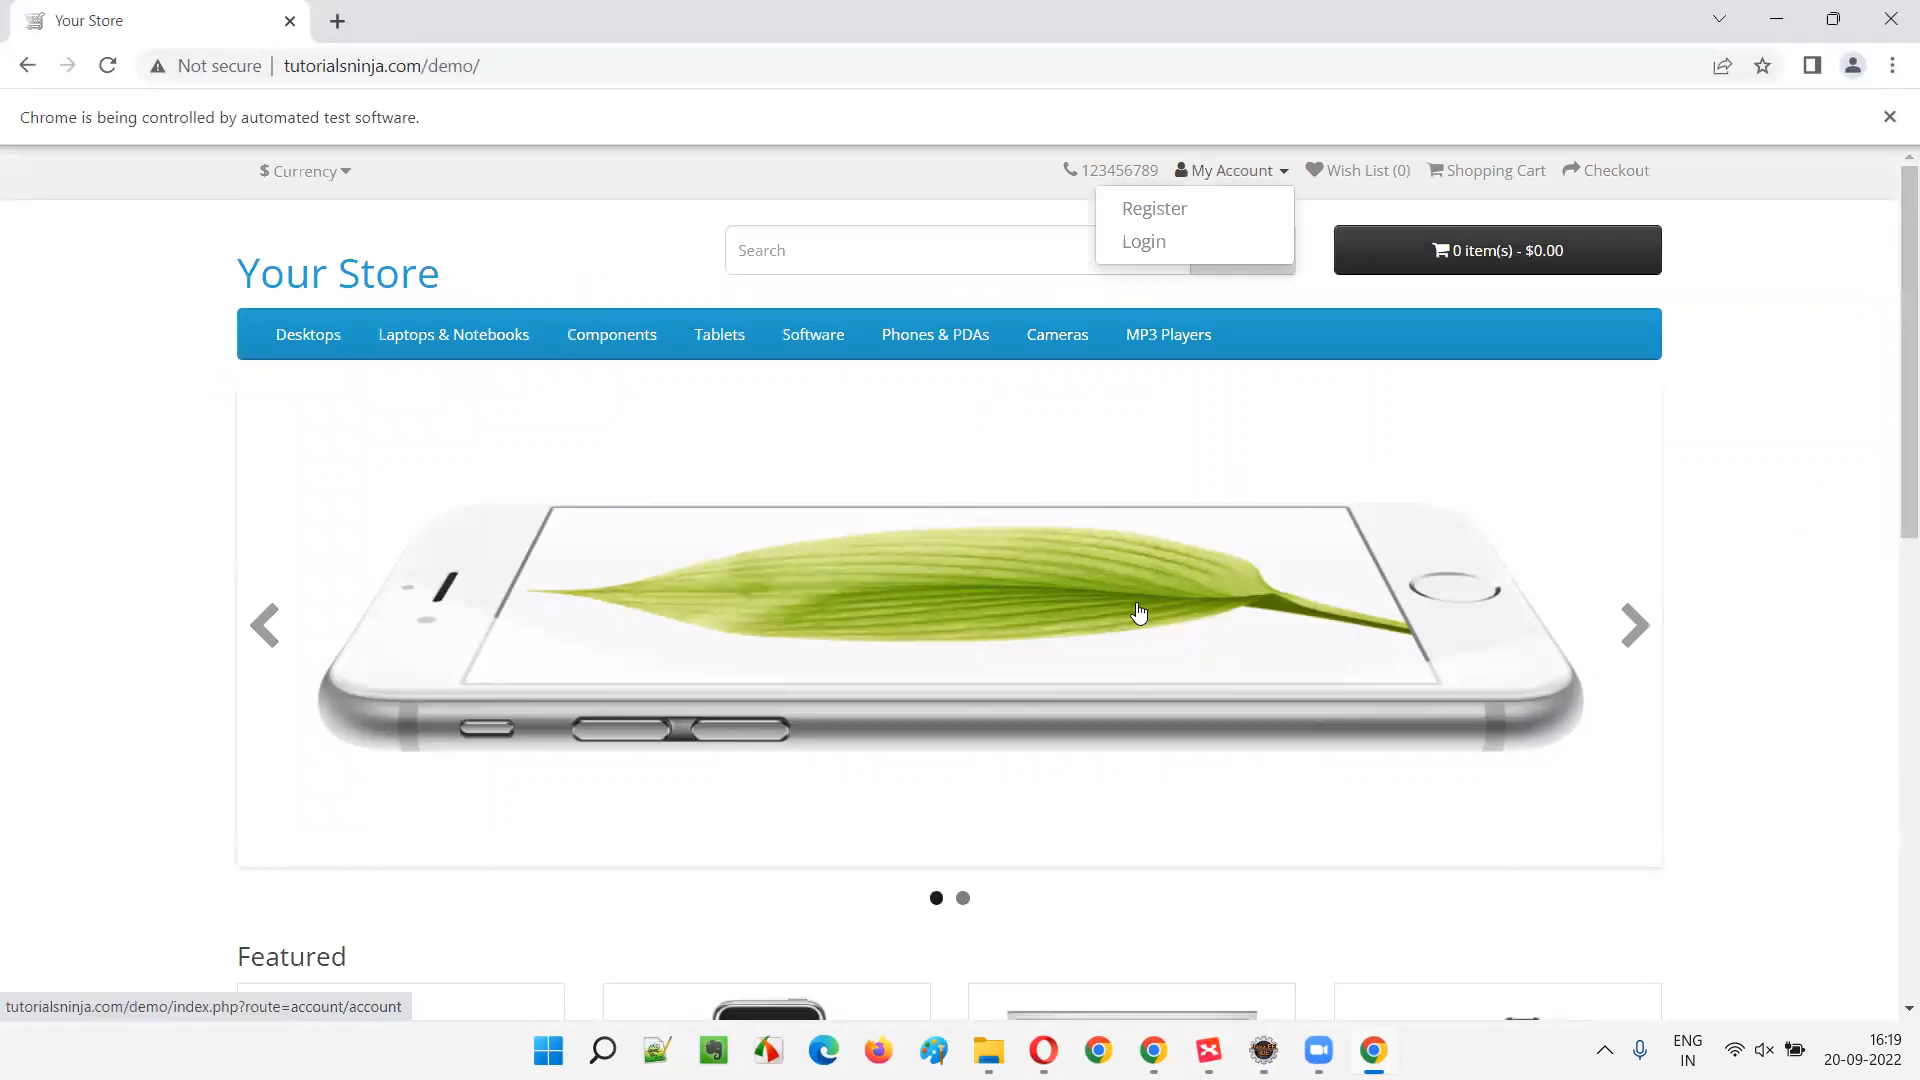 Your Store
Not secure | tutorialsninja.com/demo/
Chrome is being controlled by automated test software.
$ Currency
123456789 My Account Wish List (0) Shopping Cart Checkout
Register
Login
Your Store
Search
0 item(s) - $0.00
Desktops Laptops & Notebooks Components Tablets Software Phones & PDAs Cameras MP3 Players
Featured
tutorialsninja.com/demo/index.php?route=account/account
ENG
IN
16:19
20-09-2022